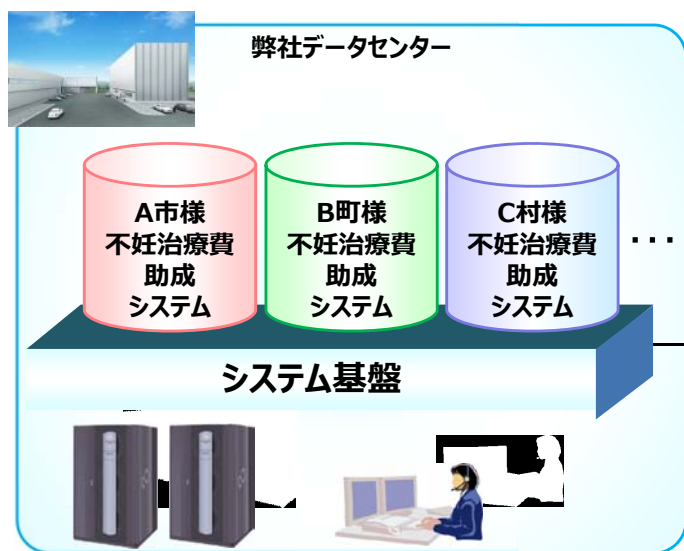 弊社データセンター
A市様
不妊治療費
助成
システム
B町様
不妊治療費
助成
システム
C村様
不妊治療費
助成
システム
…
システム基盤